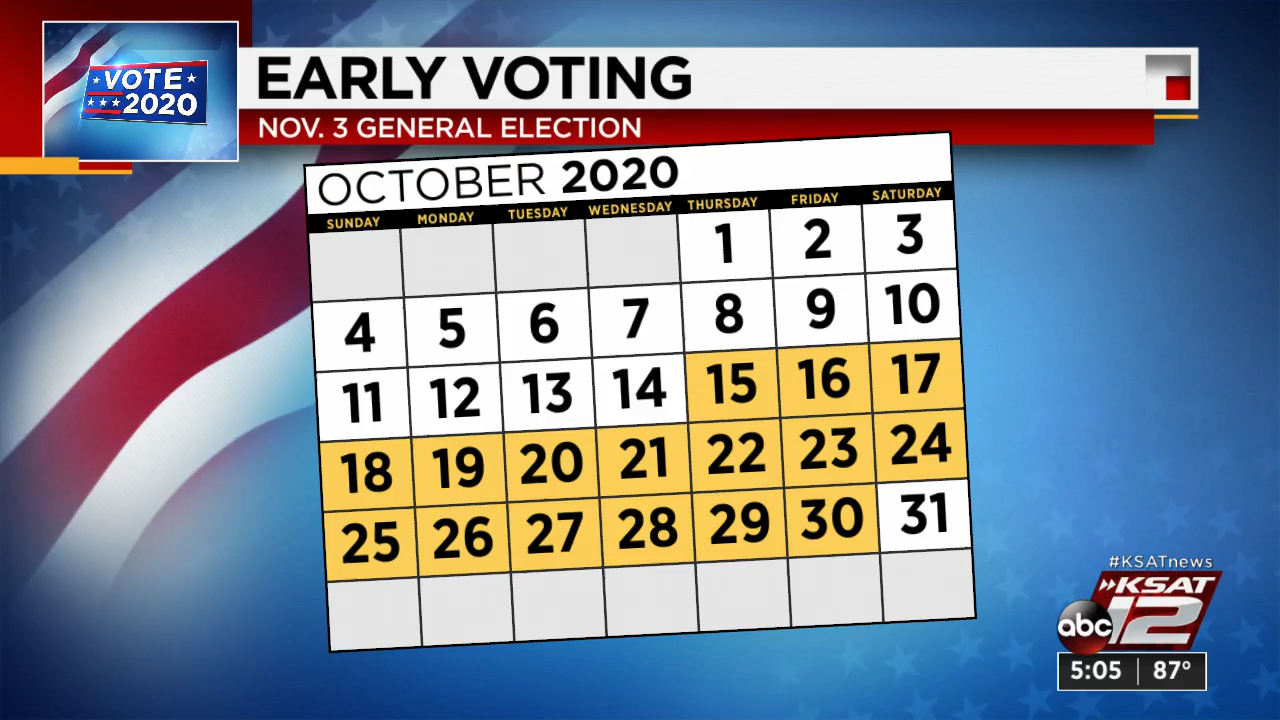 VOTE
2020
EARLY VOTING
NOV. 3 GENERAL ELECTION
OCTOBER 2020
SUNDAY MONDAY TUESDAY WEDNESDAY THURSDAY FRIDAY SATURDAY
1 2 3
4 5 6 7 8 9 10
11 12 13 14 15 16 17
18 19 20 21 22 23 24
25 26 27 28 29 30 31
#KSATnews
KSAT
abc 12
5:05 87°